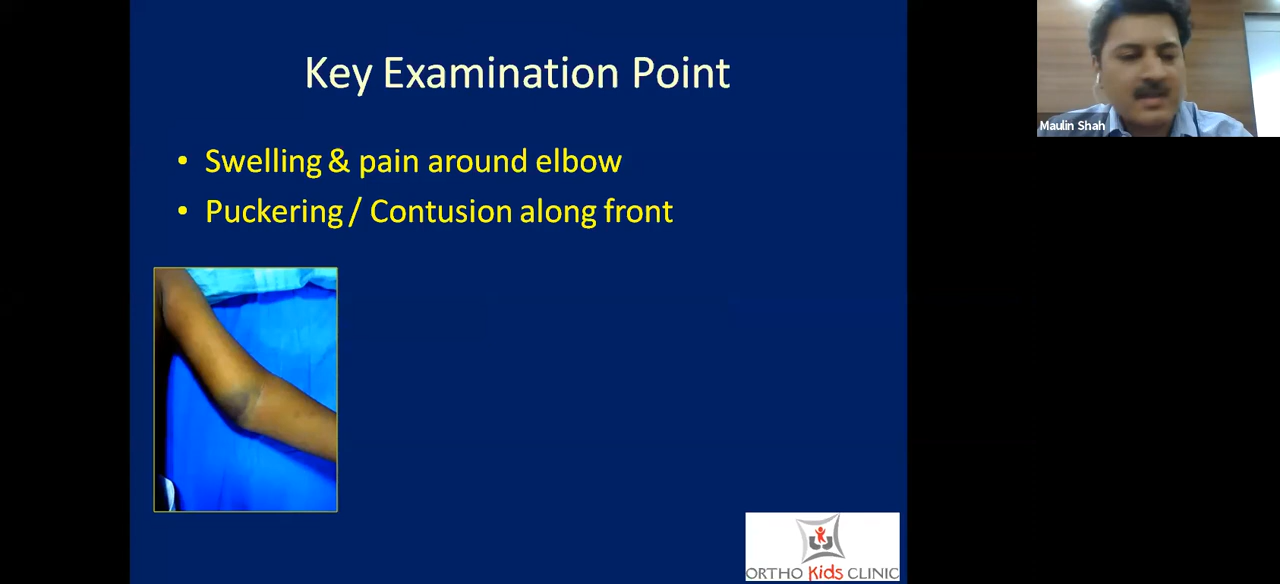 Key Examination Point
Maulin Shah
• Swelling & pain around elbow
• Puckering / Contusion along front
ORTHO Kids CLINIC